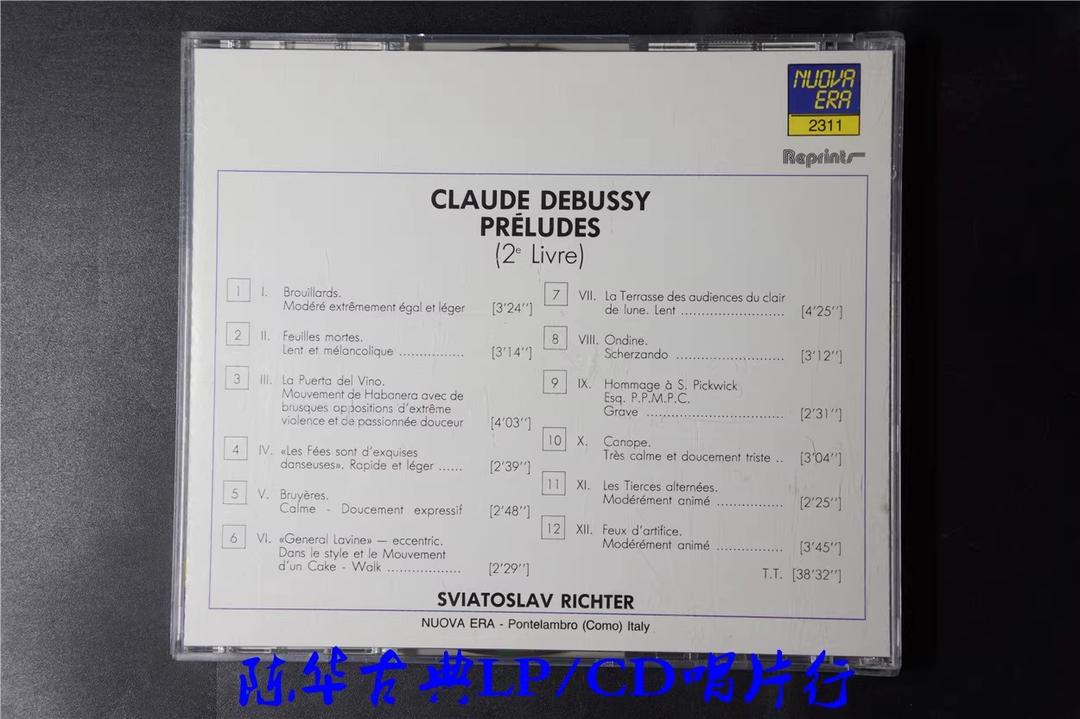 NUOVA
ERA
2311
Reprints
CLAUDE DEBUSSY
PRÉLUDES
(2e Livre)
1 I. Brouillards.
Modéré extrêmement égal et léger [3'24'']
2 II. Feuilles mortes.
Lent et mélancolique ............... [3'14'']
3 III. La Puerta del Vino.
Mouvement de Habanera avec de
brusques oppositions d'extrême
violence et de passionnée douceur [4'03'']
4 IV. «Les Fées sont d'exquises
danseuses». Rapide et léger ...... [2'39'']
5 V. Bruyères.
Calme - Doucement expressif [2'48'']
6 VI. «General Lavine» — eccentric.
Dans le style et le Mouvement
d'un Cake - Walk ................. [2'29'']
7 VII. La Terrasse des audiences du clair
de lune. Lent ........................ [4'25'']
8 VIII. Ondine.
Scherzando ......................... [3'12'']
9 IX. Hommage à S. Pickwick
Esq. P.P.M.P.C.
Grave ................................ [2'31'']
10 X. Canope.
Très calme et doucement triste .. [3'04'']
11 XI. Les Tierces alternées.
Modérément animé ................ [2'25'']
12 XII. Feux d'artifice.
Modérément animé ................ [3'45'']
T.T. [38'32'']
SVIATOSLAV RICHTER
NUOVA ERA - Pontelambro (Como) Italy
陈华古典LP/CD唱片行